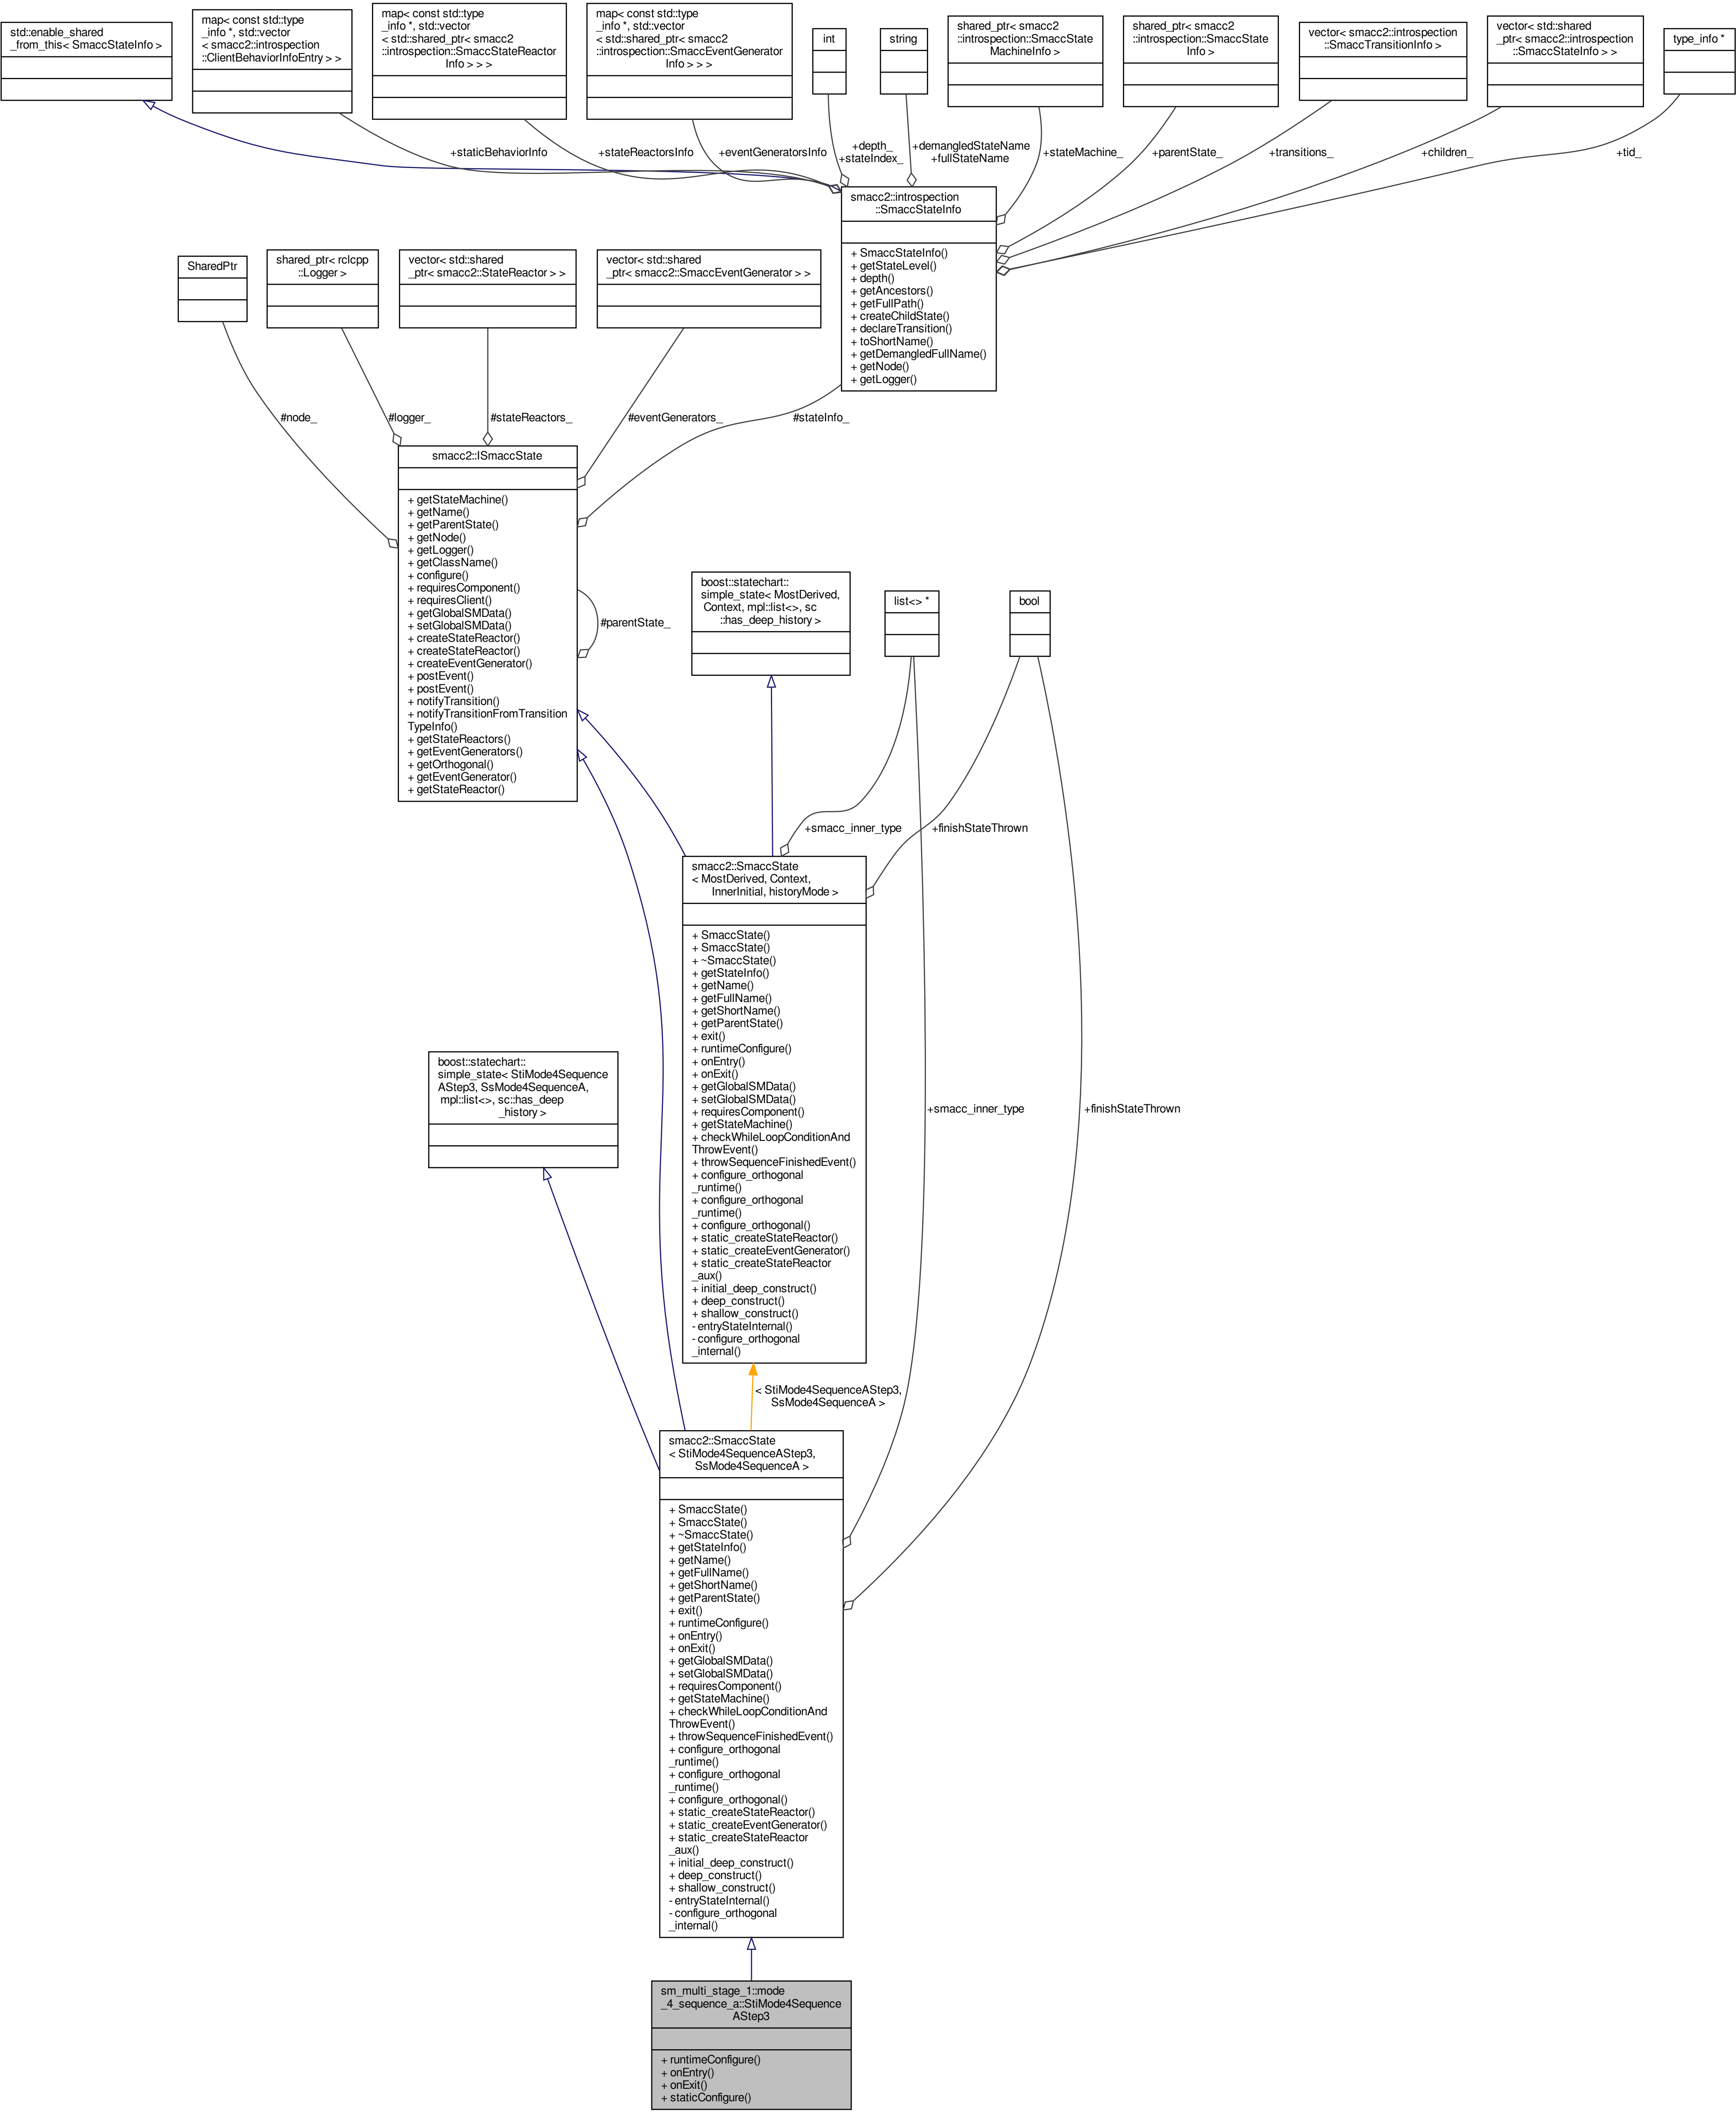 std::enable_shared
_from_this< SmaccStateInfo >
map< const std::type
_info *, std::vector
< smacc2::introspection
::ClientBehaviorInfoEntry > >
map< const std::type
_info *, std::vector
< std::shared_ptr< smacc2
::introspection::SmaccStateReactor
Info > > >
map< const std::type
_info *, std::vector
< std::shared_ptr< smacc2
::introspection::SmaccEventGenerator
Info > > >
int
string
shared_ptr< smacc2
::introspection::SmaccState
MachineInfo >
shared_ptr< smacc2
::introspection::SmaccState
Info >
vector< smacc2::introspection
::SmaccTransitionInfo >
vector< std::shared
_ptr< smacc2::introspection
::SmaccStateInfo > >
type_info *
+staticBehaviorInfo
+stateReactorsInfo
+eventGeneratorsInfo
+depth_
+stateIndex_
+demangledStateName
+fullStateName
+stateMachine_
+parentState_
+transitions_
+children_
+tid_
smacc2::introspection
::SmaccStateInfo
+ SmaccStateInfo()
+ getStateLevel()
+ depth()
+ getAncestors()
+ getFullPath()
+ createChildState()
+ declareTransition()
+ toShortName()
+ getDemangledFullName()
+ getNode()
+ getLogger()
SharedPtr
shared_ptr< rclcpp
::Logger >
vector< std::shared
_ptr< smacc2::StateReactor > >
vector< std::shared
_ptr< smacc2::SmaccEventGenerator > >
#node_
#logger_
#stateReactors_
#eventGenerators_
#stateInfo_
smacc2::ISmaccState
+ getStateMachine()
+ getName()
+ getParentState()
+ getNode()
+ getLogger()
+ getClassName()
+ configure()
+ requiresComponent()
+ requiresClient()
+ getGlobalSMData()
+ setGlobalSMData()
+ createStateReactor()
+ createStateReactor()
+ createEventGenerator()
+ postEvent()
+ postEvent()
+ notifyTransition()
+ notifyTransitionFromTransition
TypeInfo()
+ getStateReactors()
+ getEventGenerators()
+ getOrthogonal()
+ getEventGenerator()
+ getStateReactor()
#parentState_
boost::statechart::
simple_state< MostDerived,
Context, mpl::list<>, sc
::has_deep_history >
list<> *
bool
+smacc_inner_type
+finishStateThrown
smacc2::SmaccState
< MostDerived, Context,
InnerInitial, historyMode >
+ SmaccState()
+ SmaccState()
+ ~SmaccState()
+ getStateInfo()
+ getName()
+ getFullName()
+ getShortName()
+ getParentState()
+ exit()
+ runtimeConfigure()
+ onEntry()
+ onExit()
+ getGlobalSMData()
+ setGlobalSMData()
+ requiresComponent()
+ getStateMachine()
+ checkWhileLoopConditionAnd
ThrowEvent()
+ throwSequenceFinishedEvent()
+ configure_orthogonal
_runtime()
+ configure_orthogonal
_runtime()
+ configure_orthogonal()
+ static_createStateReactor()
+ static_createEventGenerator()
+ static_createStateReactor
_aux()
+ initial_deep_construct()
+ deep_construct()
+ shallow_construct()
- entryStateInternal()
- configure_orthogonal
_internal()
boost::statechart::
simple_state< StiMode4Sequence
AStep3, SsMode4SequenceA,
mpl::list<>, sc::has_deep
_history >
+smacc_inner_type
+finishStateThrown
< StiMode4SequenceAStep3,
SsMode4SequenceA >
smacc2::SmaccState
< StiMode4SequenceAStep3,
SsMode4SequenceA >
+ SmaccState()
+ SmaccState()
+ ~SmaccState()
+ getStateInfo()
+ getName()
+ getFullName()
+ getShortName()
+ getParentState()
+ exit()
+ runtimeConfigure()
+ onEntry()
+ onExit()
+ getGlobalSMData()
+ setGlobalSMData()
+ requiresComponent()
+ getStateMachine()
+ checkWhileLoopConditionAnd
ThrowEvent()
+ throwSequenceFinishedEvent()
+ configure_orthogonal
_runtime()
+ configure_orthogonal
_runtime()
+ configure_orthogonal()
+ static_createStateReactor()
+ static_createEventGenerator()
+ static_createStateReactor
_aux()
+ initial_deep_construct()
+ deep_construct()
+ shallow_construct()
- entryStateInternal()
- configure_orthogonal
_internal()
sm_multi_stage_1::mode
_4_sequence_a::StiMode4Sequence
AStep3
+ runtimeConfigure()
+ onEntry()
+ onExit()
+ staticConfigure()